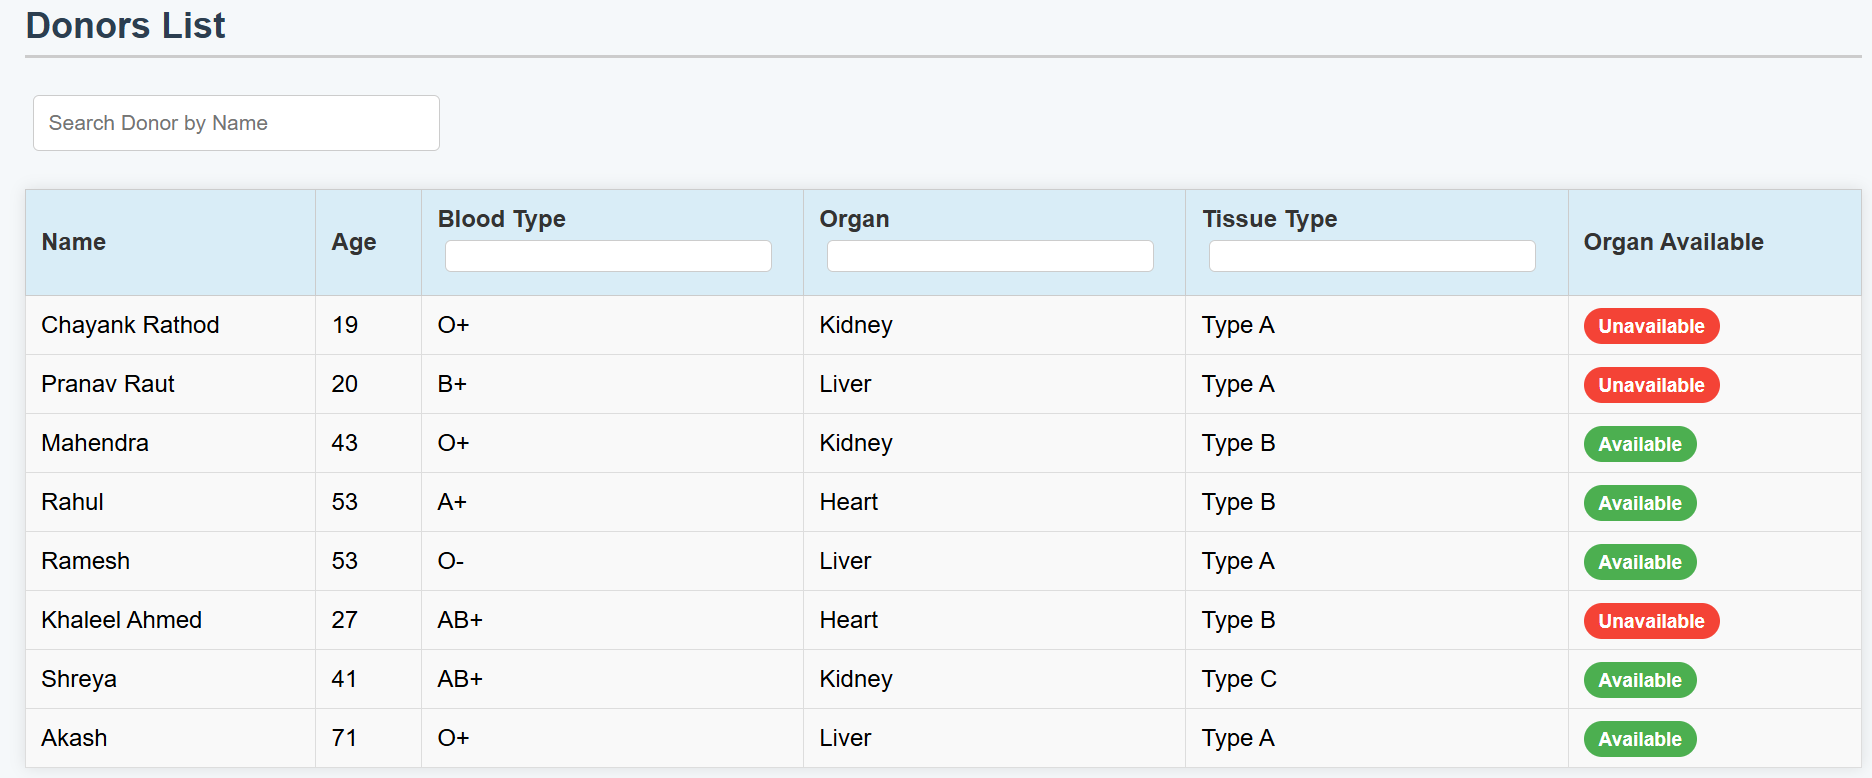 Donors List
Search Donor by Name
Name Age Blood Type Organ Tissue Type Organ Available
Chayank Rathod 19 O+ Kidney Type A Unavailable
Pranav Raut 20 B+ Liver Type A Unavailable
Mahendra 43 O+ Kidney Type B Available
Rahul 53 A+ Heart Type B Available
Ramesh 53 O- Liver Type A Available
Khaleel Ahmed 27 AB+ Heart Type B Unavailable
Shreya 41 AB+ Kidney Type C Available
Akash 71 O+ Liver Type A Available